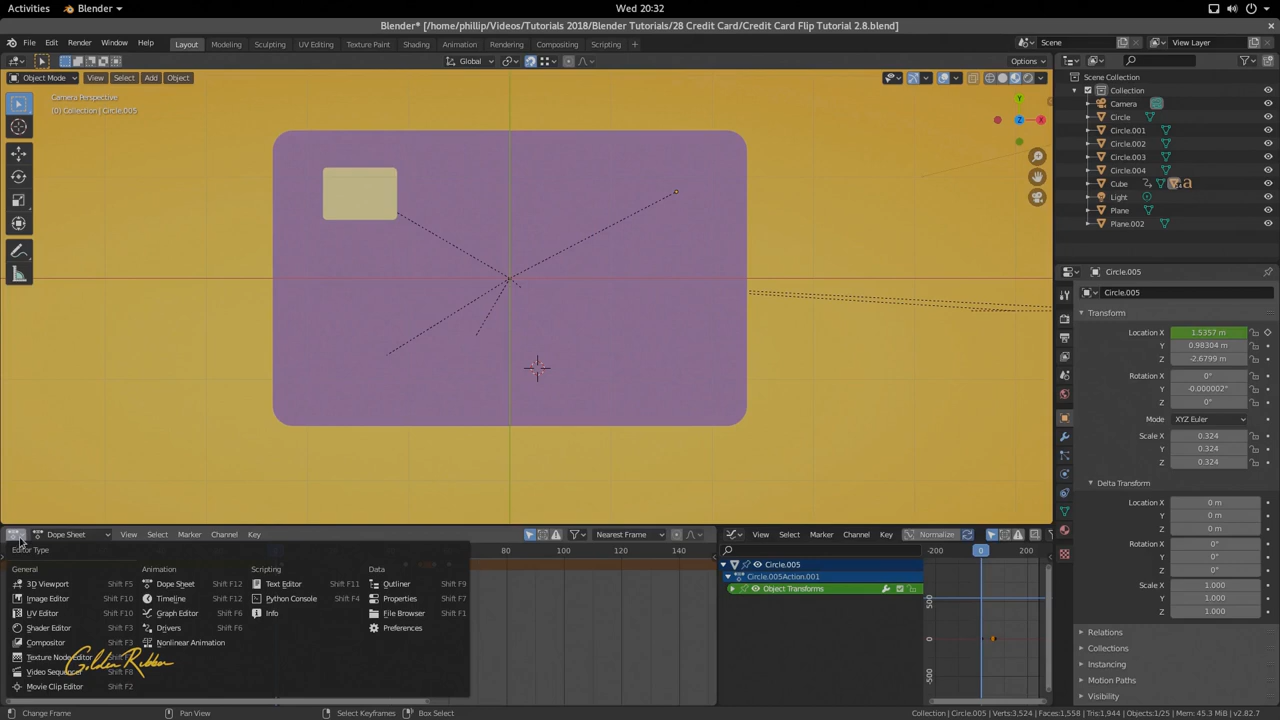 Activities Blender Wed 20:32
Blender* [/home/phillip/Videos/Tutorials 2018/Blender Tutorials/28 Credit Card/Credit Card Flip Tutorial 2.8.blend]
File Edit Render Window Help Layout Modeling Sculpting UV Editing Texture Paint Shading Animation Rendering Compositing Scripting + Scene View Layer
Global Options
Object Mode View Select Add Object
Camera Perspective
(0) Collection | Circle.005
Y
Z
X
Scene Collection
Collection
Camera
Circle
Circle.001
Circle.002
Circle.003
Circle.004
Cube
Light
Plane
Plane.002
Circle.005
Circle.005
Transform
Location X 1.5357 m
Y 0.98304 m
Z -2.6799 m
Rotation X 0°
Y -0.000002°
Z 0°
Mode XYZ Euler
Scale X 0.324
Y 0.324
Z 0.324
Delta Transform
Location X 0 m
Y 0 m
Z 0 m
Rotation X 0°
Y 0°
Z 0°
Scale X 1.000
Y 1.000
Z 1.000
Relations
Collections
Instancing
Motion Paths
Visibility
Dope Sheet View Select Marker Channel Key Nearest Frame
80 100 120 140
Editor Type
General
3D Viewport Shift F5
Image Editor Shift F10
UV Editor Shift F10
Shader Editor Shift F3
Compositor Shift F3
Texture Node Editor Shift F3
Video Sequencer Shift F8
Movie Clip Editor Shift F2
Animation
Dope Sheet Shift F12
Timeline Shift F12
Graph Editor Shift F6
Drivers Shift F6
Nonlinear Animation
Scripting
Text Editor Shift F11
Python Console Shift F4
Info
Data
Outliner Shift F9
Properties Shift F7
File Browser Shift F1
Preferences
Golden Ribbon
View Select Marker Channel Key Normalize
-200 0 200
Circle.005
Circle.005Action.001
Object Transforms
500
0
-500
Change Frame Pan View Select Keyframes Box Select
Collection | Circle.005 | Verts:3,524 | Faces:1,558 | Tris:1,944 | Objects:1/25 | Mem: 45.3 MiB | v2.82.7